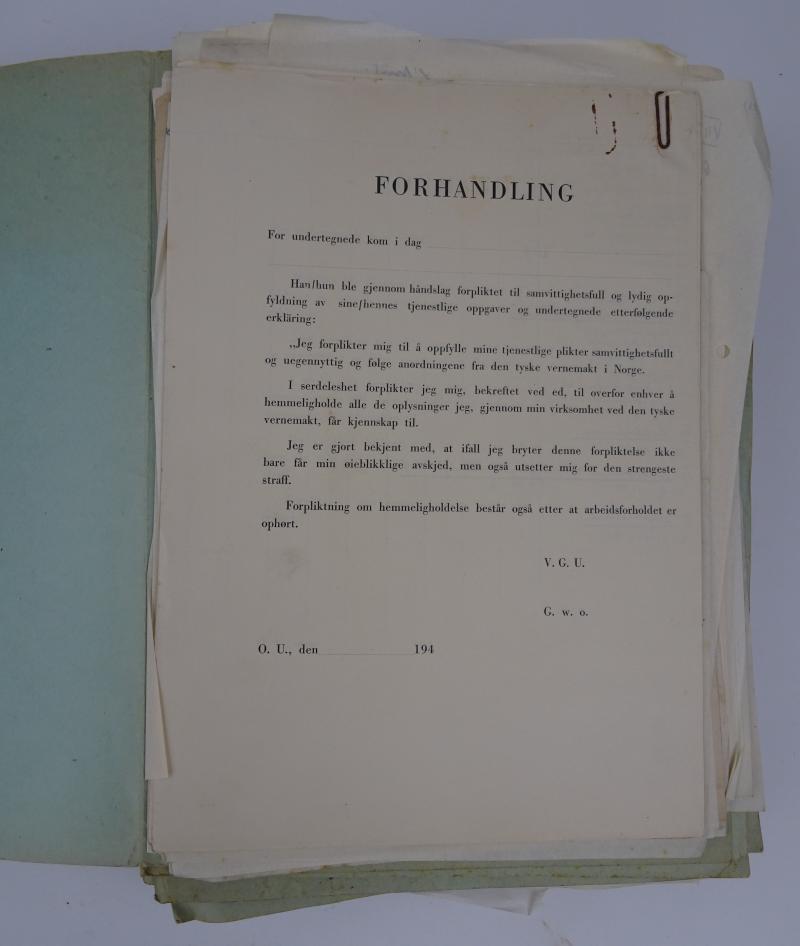 FORHANDLING
For undertegnede kom i dag
Han/hun ble gjennom håndslag forpliktet til samvittighetsfull og lydig op-
fyldning av sine/hennes tjenestlige oppgaver og undertegnede etterfølgende
erkläring:
„Jeg forplikter mig til å oppfylle mine tjenestlige plikter samvittighetsfullt
og uegennyttig og følge anordningene fra den tyske vernemakt i Norge.
I serdeleshet forplikter jeg mig, bekreftet ved ed, til overfor enhver å
hemmeligholde alle de oplysninger jeg, gjennom min virksomhet ved den tyske
vernemakt, får kjennskap til.
Jeg er gjort bekjent med, at ifall jeg bryter denne forpliktelse ikke
bare får min øieblikklige avskjed, men også utsetter mig for den strengeste
straff.
Forpliktning om hemmeligholdelse består også etter at arbeidsforholdet er
ophørt.
V. G. U.
G. w. o.
O. U., den 194